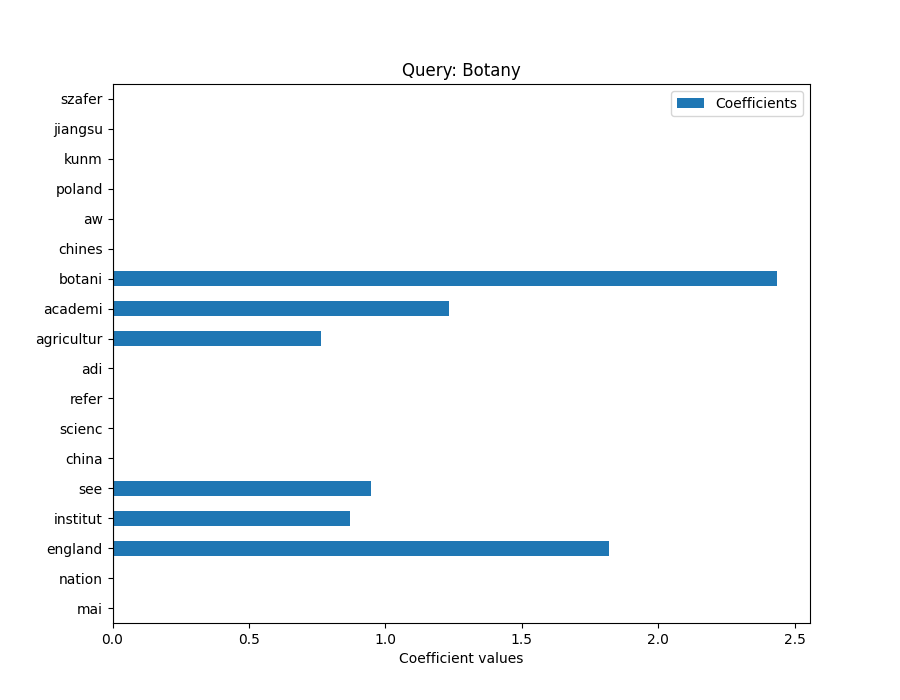 Query: Botany
Coefficients
szafer
jiangsu
kunm
poland
aw
chines
botani
academi
agricultur
adi
refer
scienc
china
see
institut
england
nation
mai
0.0 0.5 1.0 1.5 2.0 2.5
Coefficient values